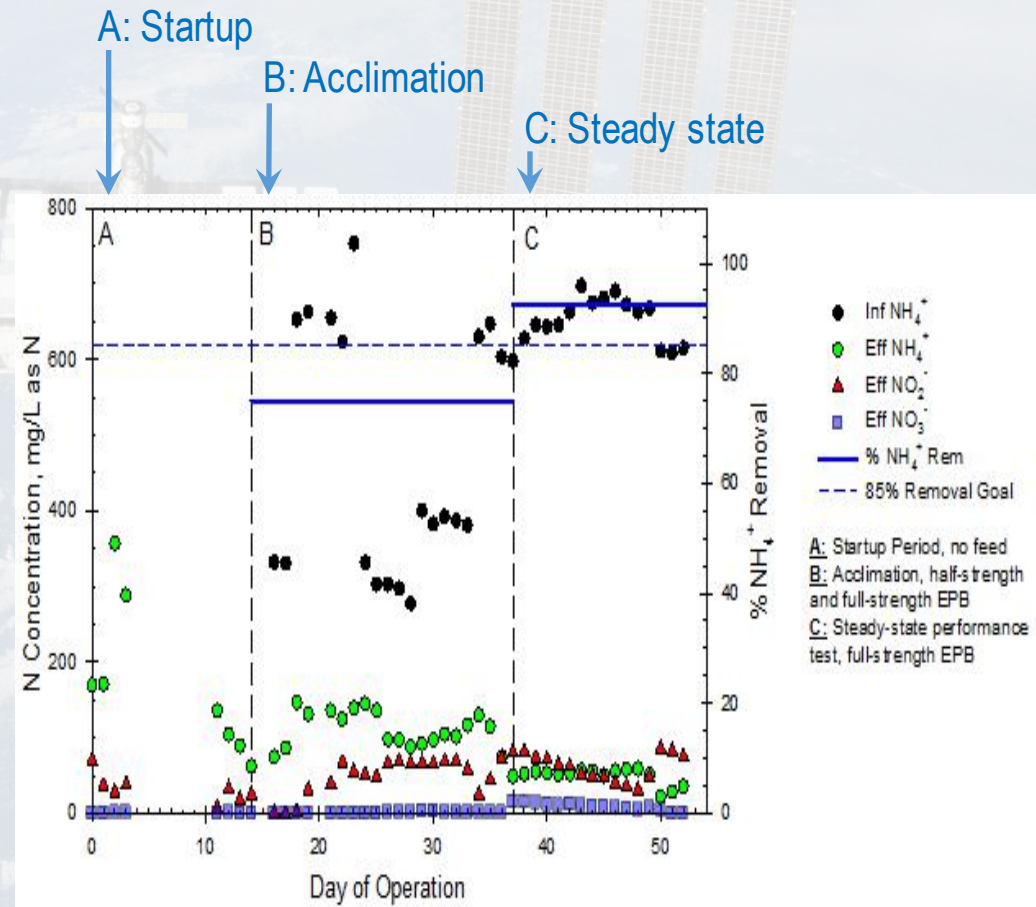 A: Startup
B: Acclimation
C: Steady state
800
600
400
200
0
N Concentration, mg/L as N
A
B
C
100
80
60
40
20
0
% NH₄⁺ Removal
0 10 20 30 40 50
Day of Operation
Inf NH₄⁺
Eff NH₄⁺
Eff NO₂⁻
Eff NO₃⁻
% NH₄⁺ Rem
85% Removal Goal
A: Startup Period, no feed
B: Acclimation, half-strength
and full-strength EPB
C: Steady-state performance
test, full-strength EPB